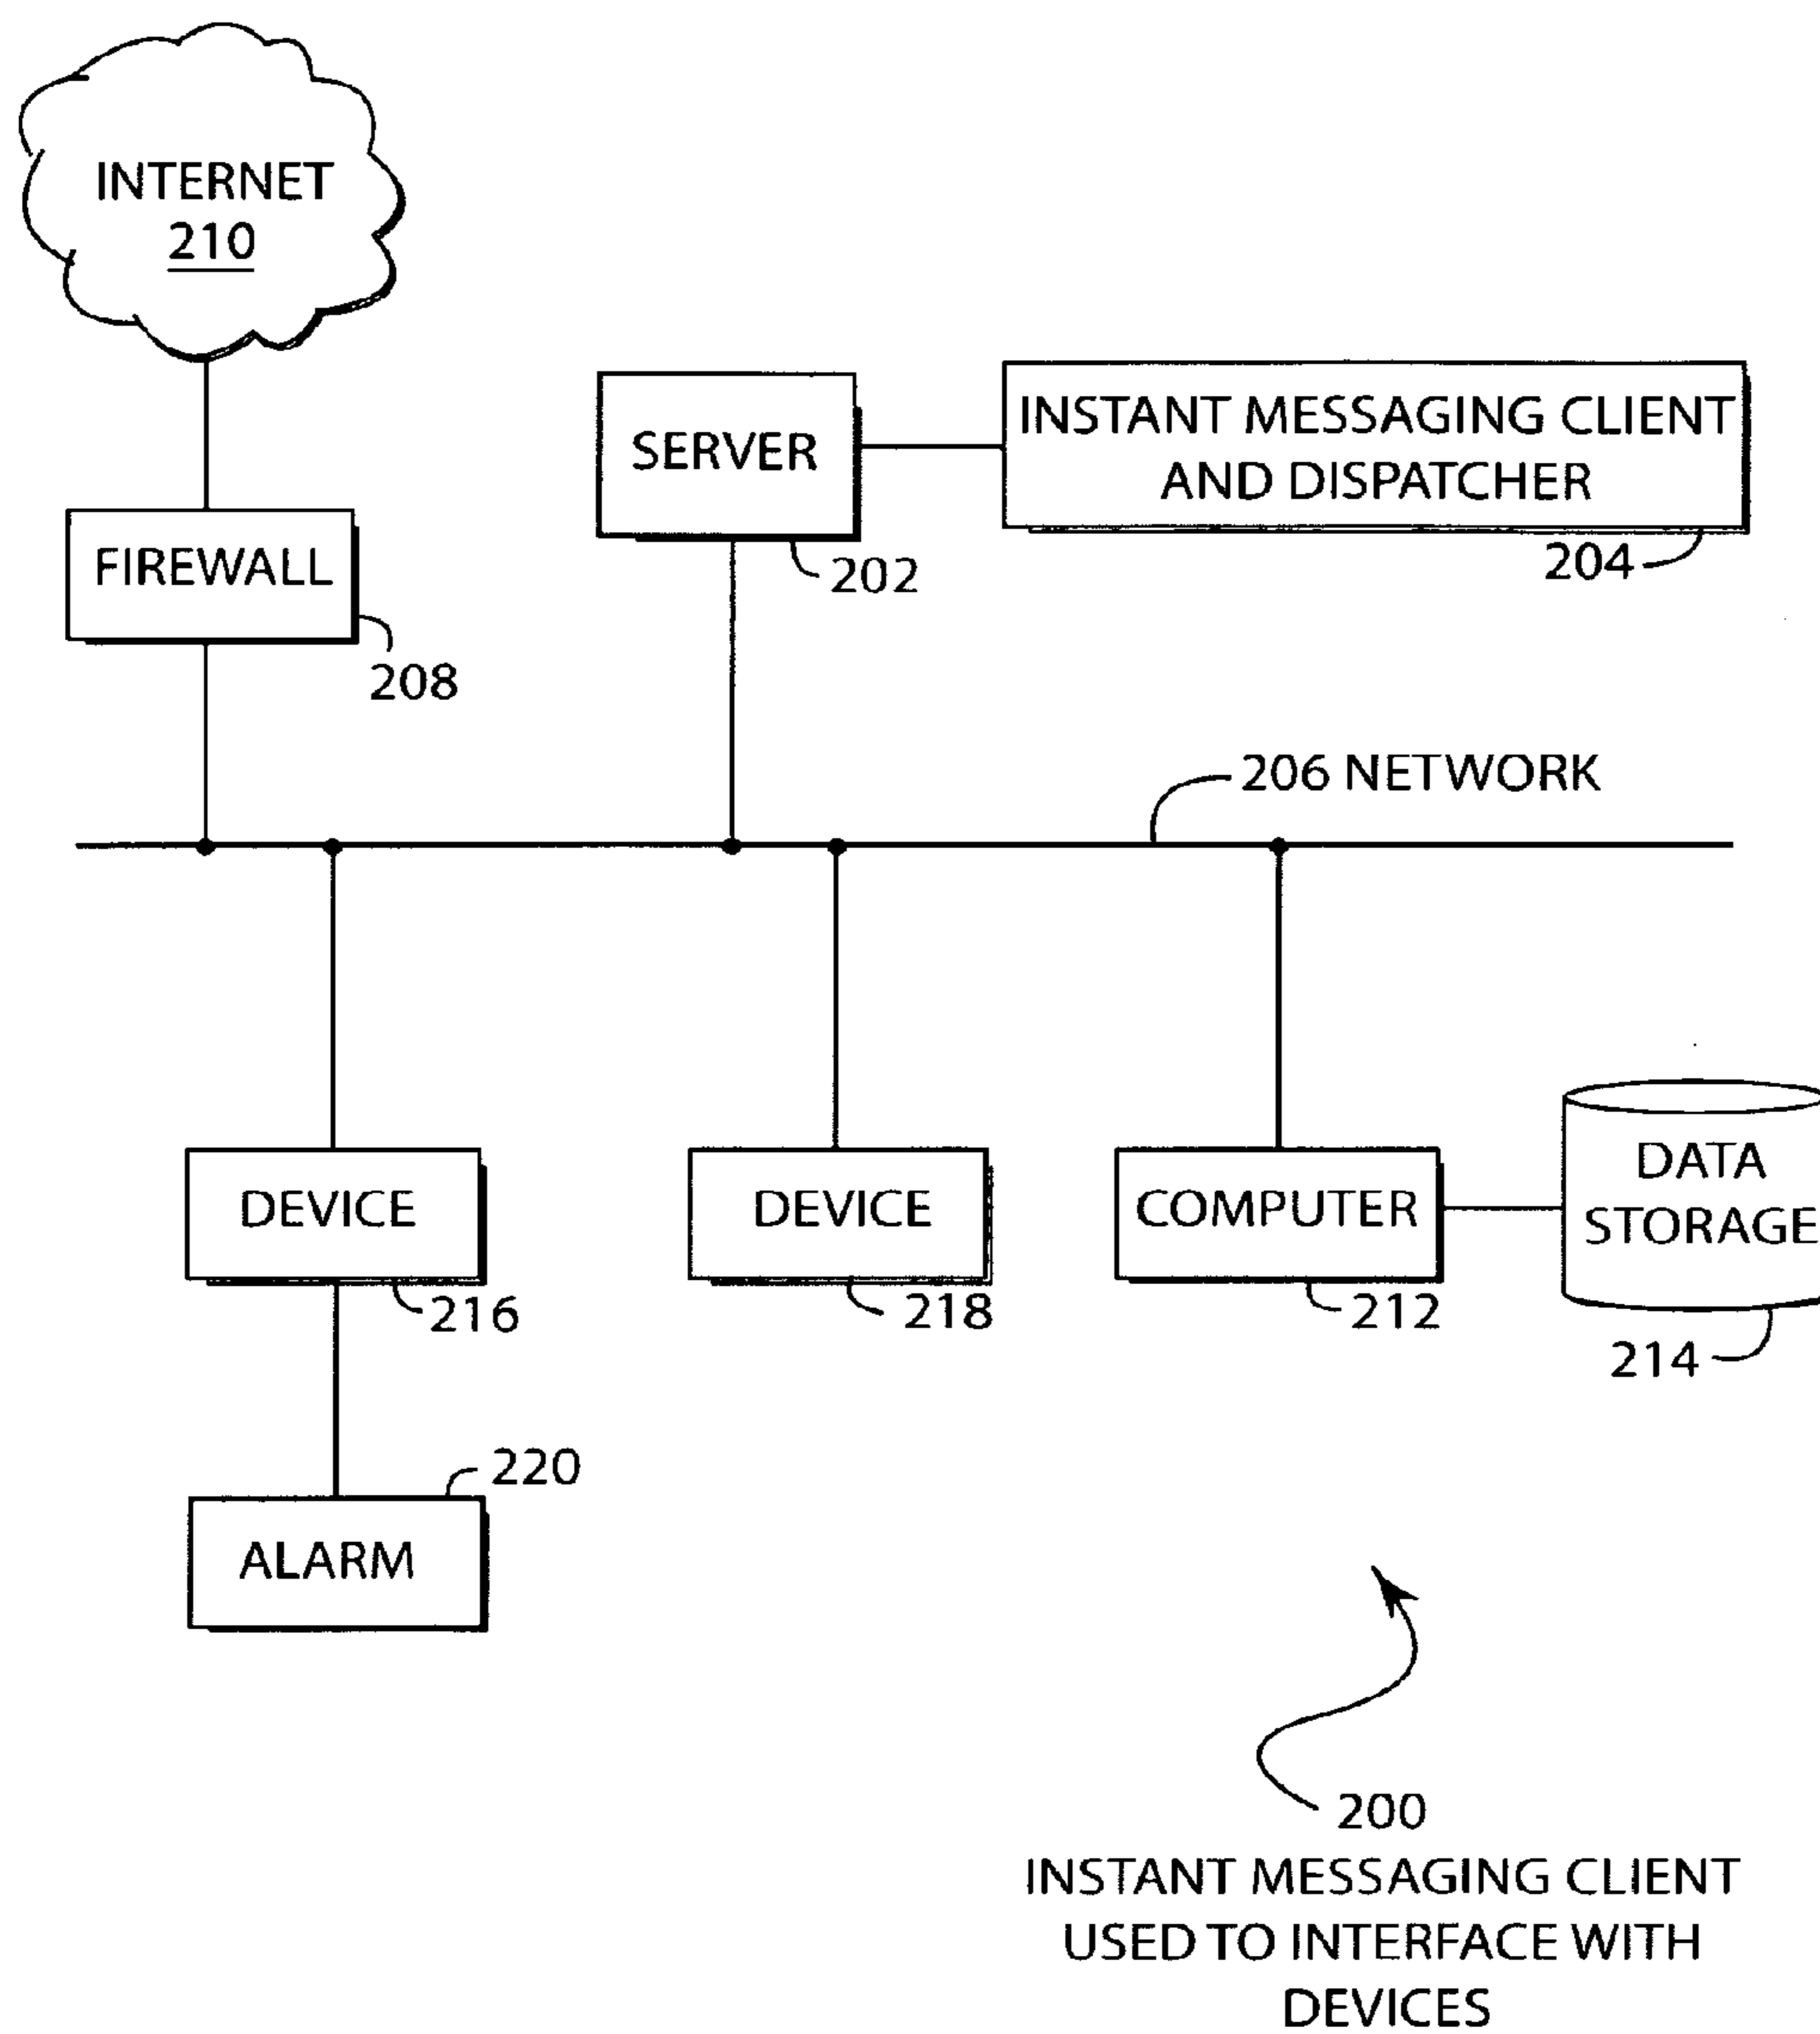 INTERNET
210
SERVER
INSTANT MESSAGING CLIENT
AND DISPATCHER
FIREWALL
202
204
208
206 NETWORK
DEVICE
DEVICE
COMPUTER
DATA
STORAGE
216
218
212
214
220
ALARM
200
INSTANT MESSAGING CLIENT
USED TO INTERFACE WITH
DEVICES